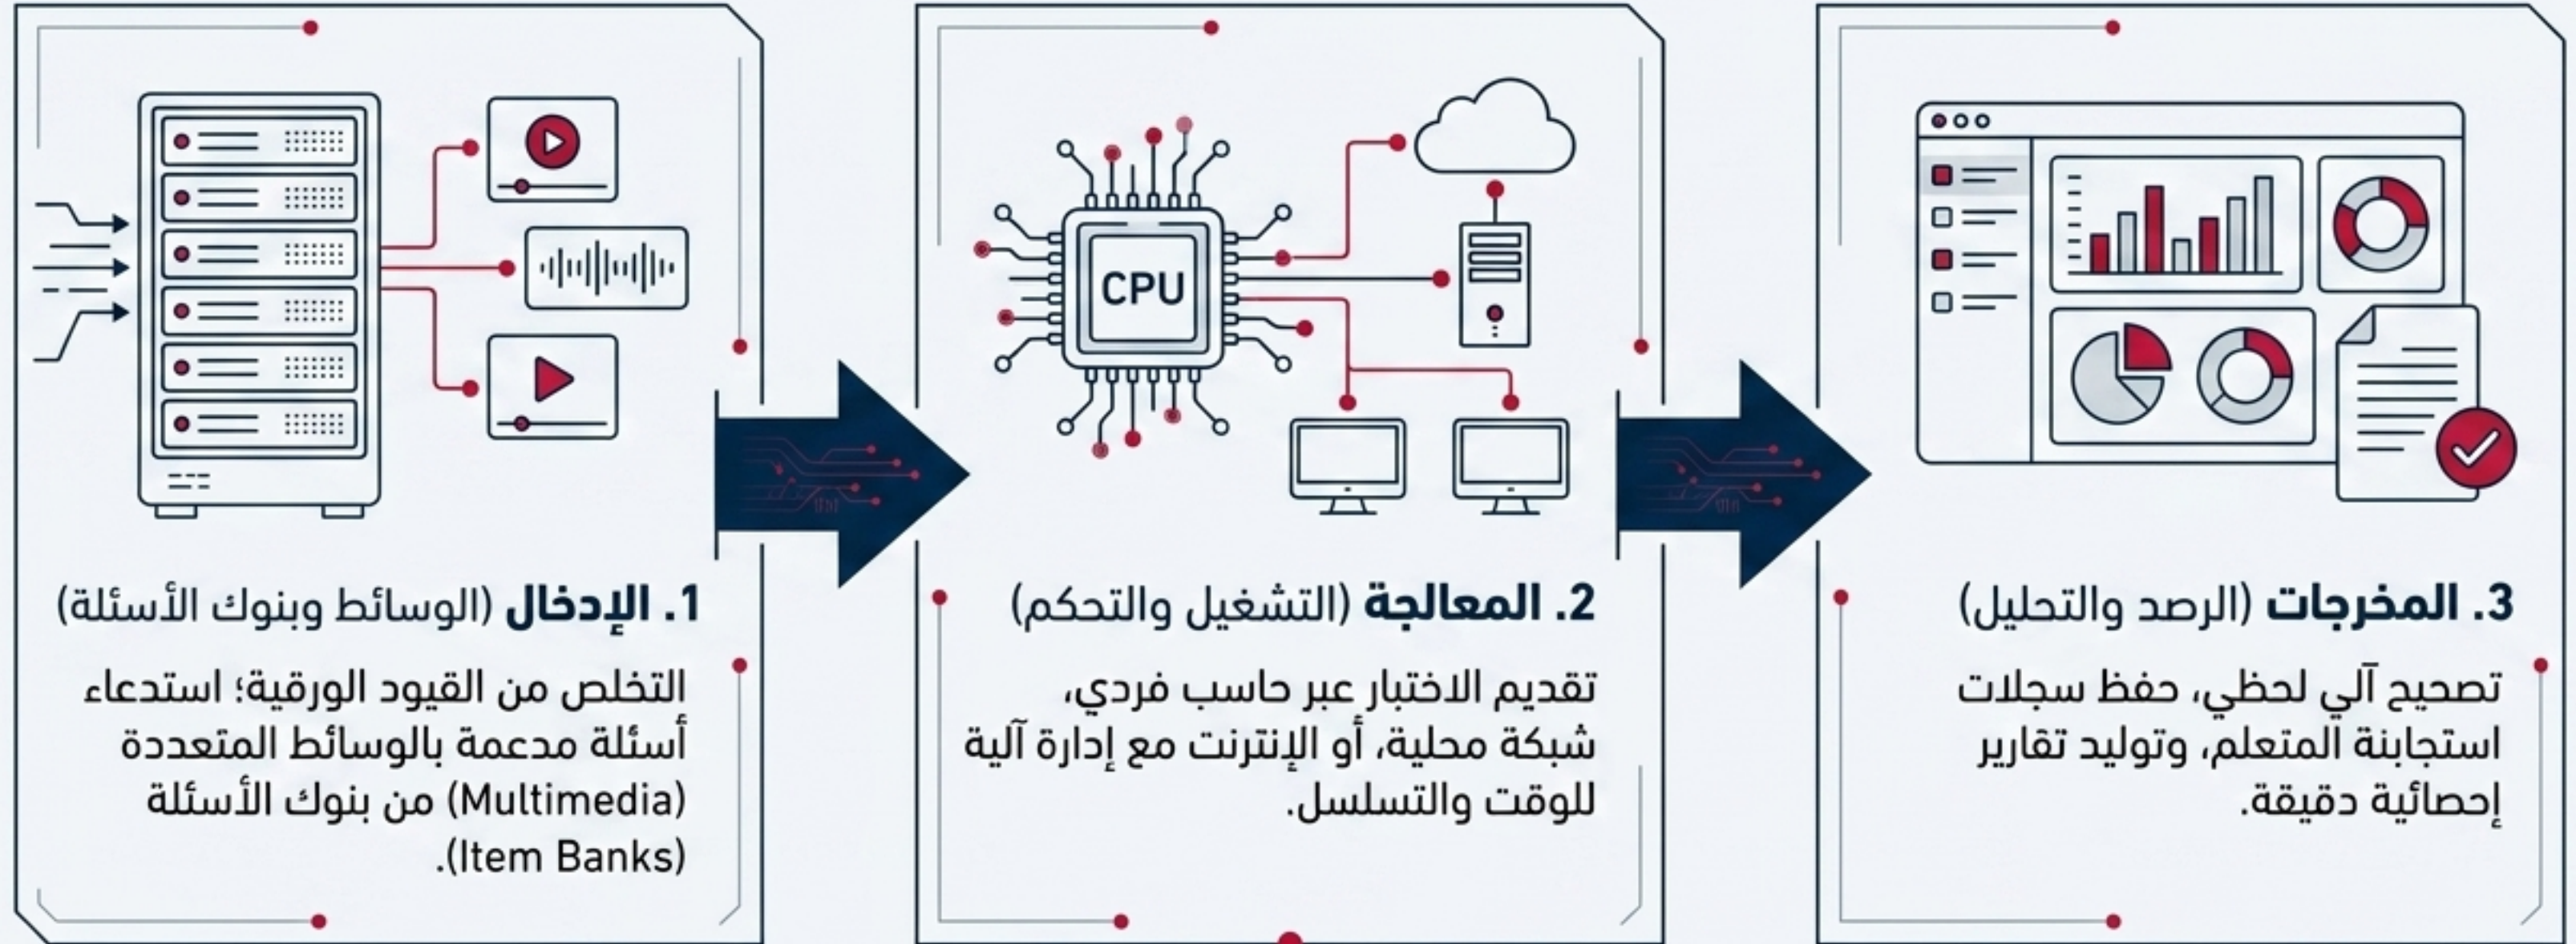 CPU
1. الإدخال (الوسائط وبنوك الأسئلة)
التخلص من القيود الورقية؛ استدعاء
أسئلة مدعمة بالوسائط المتعددة
(Multimedia) من بنوك الأسئلة
(Item Banks).
2. المعالجة (التشغيل والتحكم)
تقديم الاختبار عبر حاسب فردي،
شبكة محلية، أو الإنترنت مع إدارة آلية
للوقت والتسلسل.
3. المخرجات (الرصد والتحليل)
تصحيح آلي لحظي، حفظ سجلات
استجابنة المتعلم، وتوليد تقارير
إحصائية دقيقة.